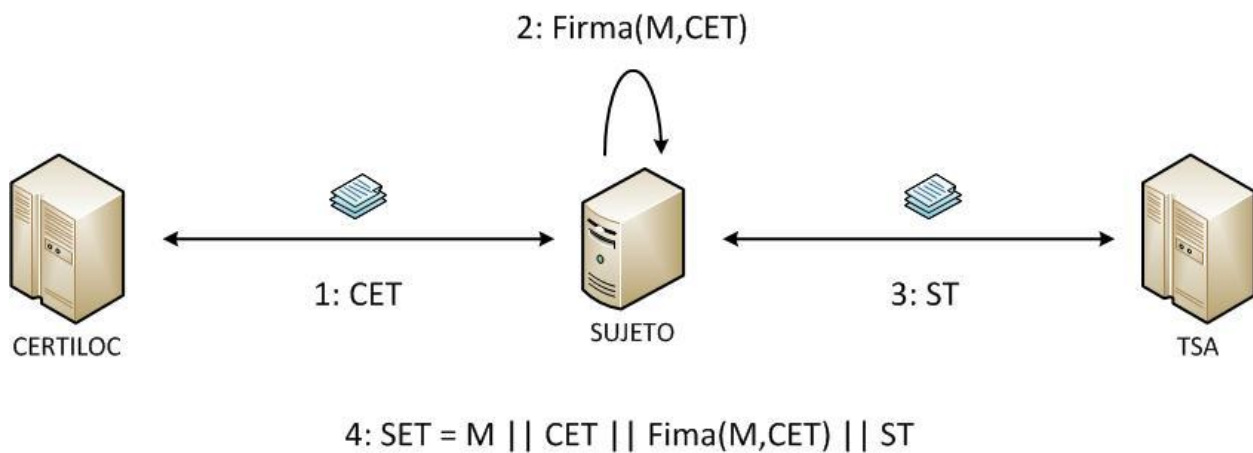 2: Firma(M,CET)
1: CET
3: ST
CERTILOC
SUJETO
TSA
4: SET = M || CET || Fima(M,CET) || ST